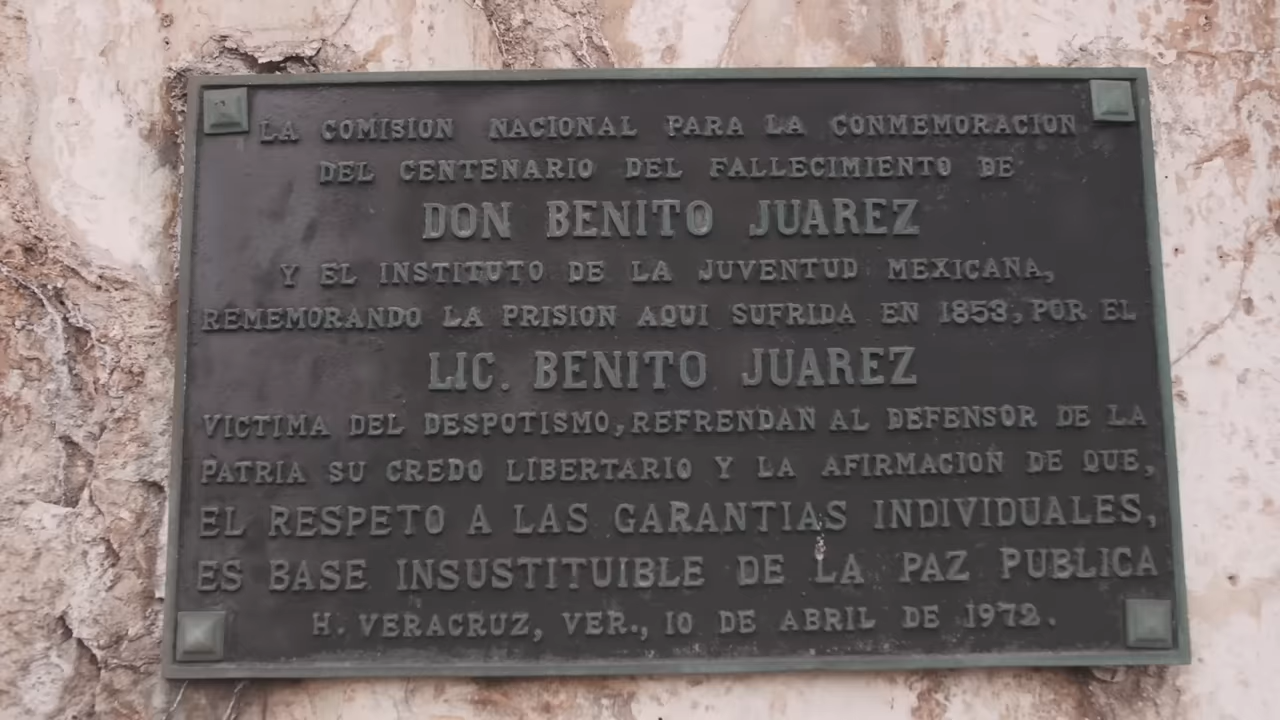 LA COMISION NACIONAL PARA LA CONMEMORACION
DEL CENTENARIO DEL FALLECIMIENTO DE
DON BENITO JUAREZ
Y EL INSTITUTO DE LA JUVENTUD MEXICANA,
REMEMORANDO LA PRISION AQUI SUFRIDA EN 1853, POR EL
LIC. BENITO JUAREZ
VICTIMA DEL DESPOTISMO, REFRENDAN AL DEFENSOR DE LA
PATRIA SU CREDO LIBERTARIO Y LA AFIRMACION DE QUE,
EL RESPETO A LAS GARANTIAS INDIVIDUALES,
ES BASE INSUSTITUIBLE DE LA PAZ PUBLICA
H. VERACRUZ, VER., 10 DE ABRIL DE 1972.